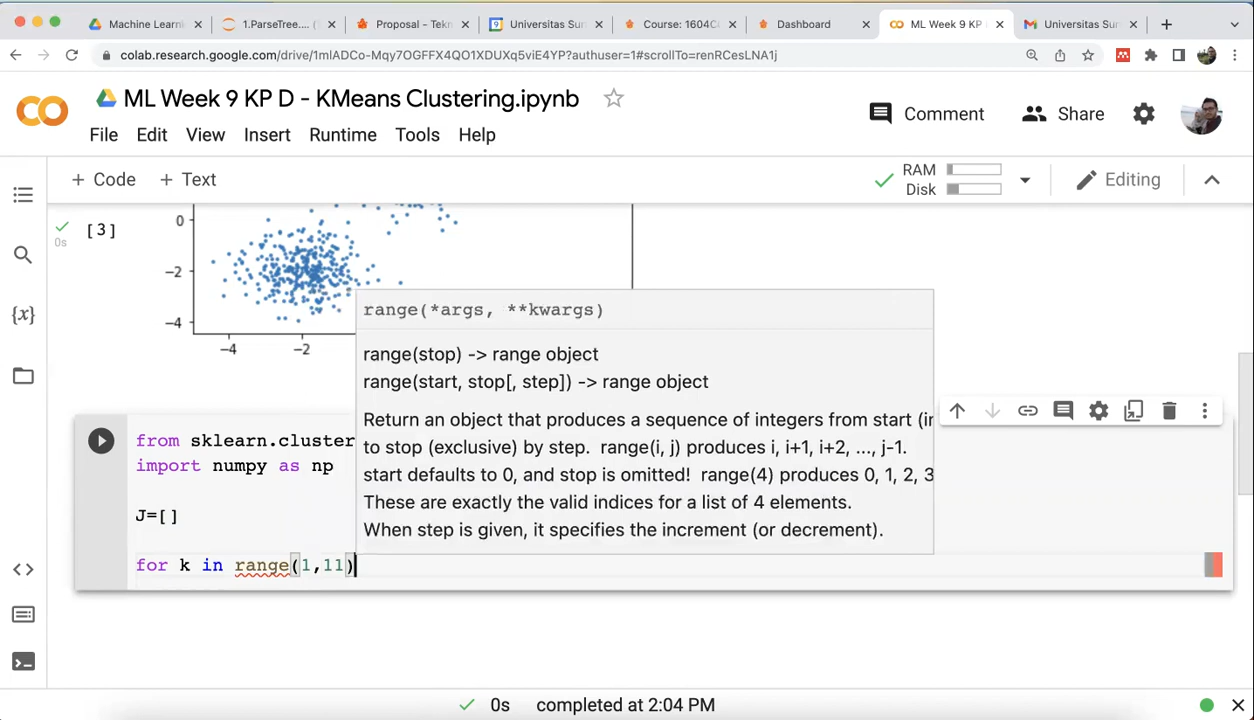 Machine Learn
1.ParseTree.... (
Proposal - Tekn
Universitas Sur
Course: 1604C
Dashboard
ML Week 9 KP
Universitas Sur
colab.research.google.com/drive/1mlADCo-Mqy7OGFFX4QO1XDUXq5viE4YP?authuser=1#scrollTo=renRCesLNA1j
ML Week 9 KP D - KMeans Clustering.ipynb
Comment
Share
File Edit View Insert Runtime Tools Help
+ Code + Text
RAM
Disk
Editing
[3]
0s
0
−2
−4
−4 −2
range(*args, **kwargs)
range(stop) -> range object
range(start, stop[, step]) -> range object
Return an object that produces a sequence of integers from start (in
to stop (exclusive) by step. range(i, j) produces i, i+1, i+2, ..., j-1.
start defaults to 0, and stop is omitted! range(4) produces 0, 1, 2, 3
These are exactly the valid indices for a list of 4 elements.
When step is given, it specifies the increment (or decrement).
from sklearn.cluster
import numpy as np
J=[]
for k in range(1,11)
0s completed at 2:04 PM